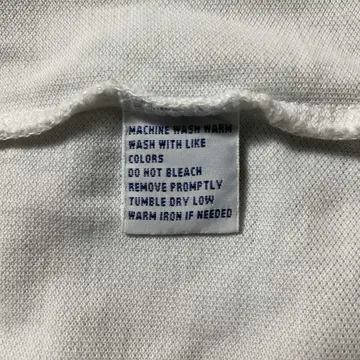 MACHINE WASH WARM
WASH WITH LIKE
COLORS
DO NOT BLEACH
REMOVE PROMPTLY
TUMBLE DRY LOW
WARM IRON IF NEEDED